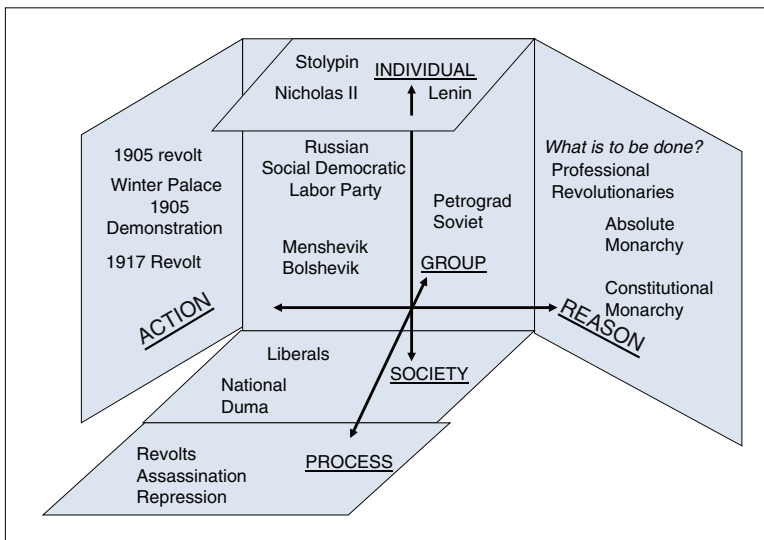 Stolypin
INDIVIDUAL
Nicholas II
Lenin
1905 revolt
Winter Palace
1905
Demonstration
1917 Revolt
ACTION
Russian
Social Democratic
Labor Party
Menshevik
Bolshevik
Petrograd
Soviet
GROUP
What is to be done?
Professional
Revolutionaries
Absolute
Monarchy
Constitutional
Monarchy
REASON
Liberals
National
Duma
SOCIETY
Revolts
Assassination
Repression
PROCESS